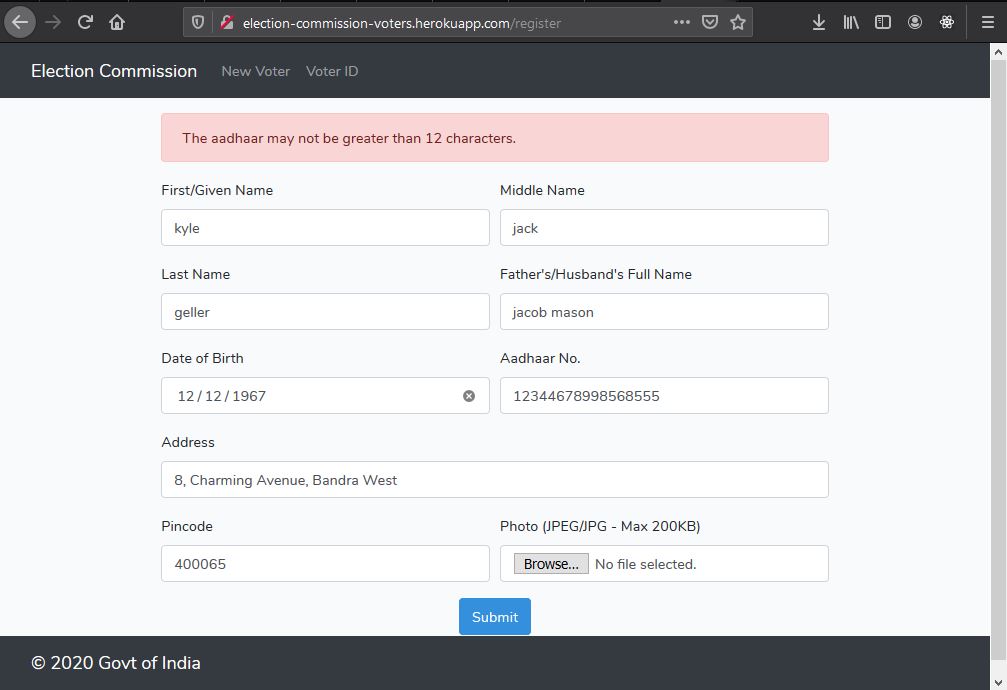 election-commission-voters.herokuapp.com/register
Election Commission New Voter Voter ID
The aadhaar may not be greater than 12 characters.
First/Given Name Middle Name
kyle jack
Last Name Father's/Husband's Full Name
geller jacob mason
Date of Birth Aadhaar No.
12 / 12 / 1967 12344678998568555
Address
8, Charming Avenue, Bandra West
Pincode Photo (JPEG/JPG - Max 200KB)
400065 Browse... No file selected.
Submit
© 2020 Govt of India